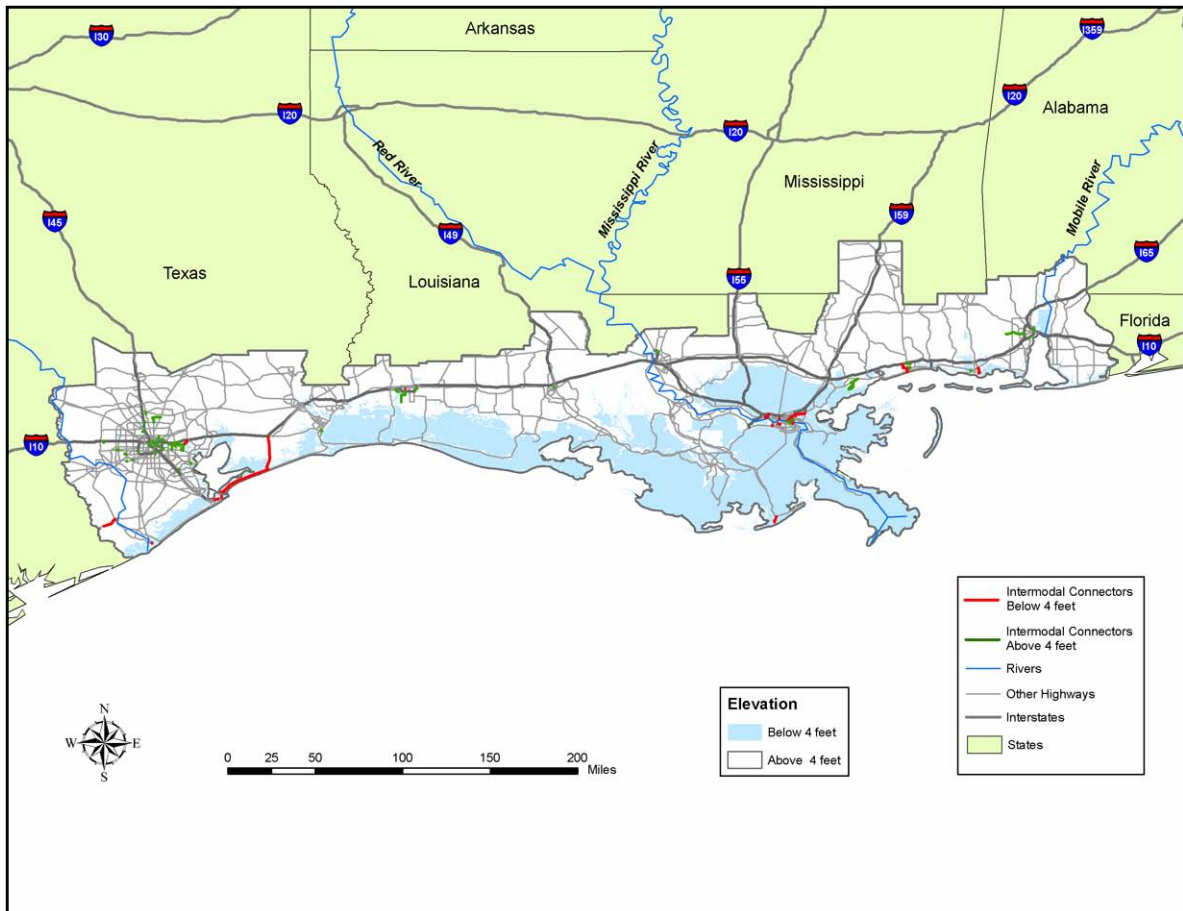 Arkansas
I30
I359
I20
I20
I20
Alabama
Red River
Mississippi River
Mississippi
Mobile River
I45
I49
I59
I65
Texas
Louisiana
I55
Florida
I10
I10
Intermodal Connectors
Below 4 feet
Intermodal Connectors
Above 4 feet
Rivers
Other Highways
Interstates
States
Elevation
Below 4 feet
Above 4 feet
N
W E
S
0 25 50 100 150 200
Miles